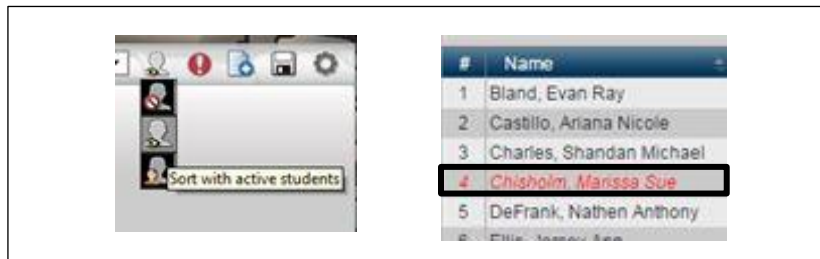 Sort with active students
# Name
1 Bland, Evan Ray
2 Castillo, Ariana Nicole
3 Charles, Shandan Michael
4 Chisholm, Marissa Sue
5 DeFrank, Nathen Anthony